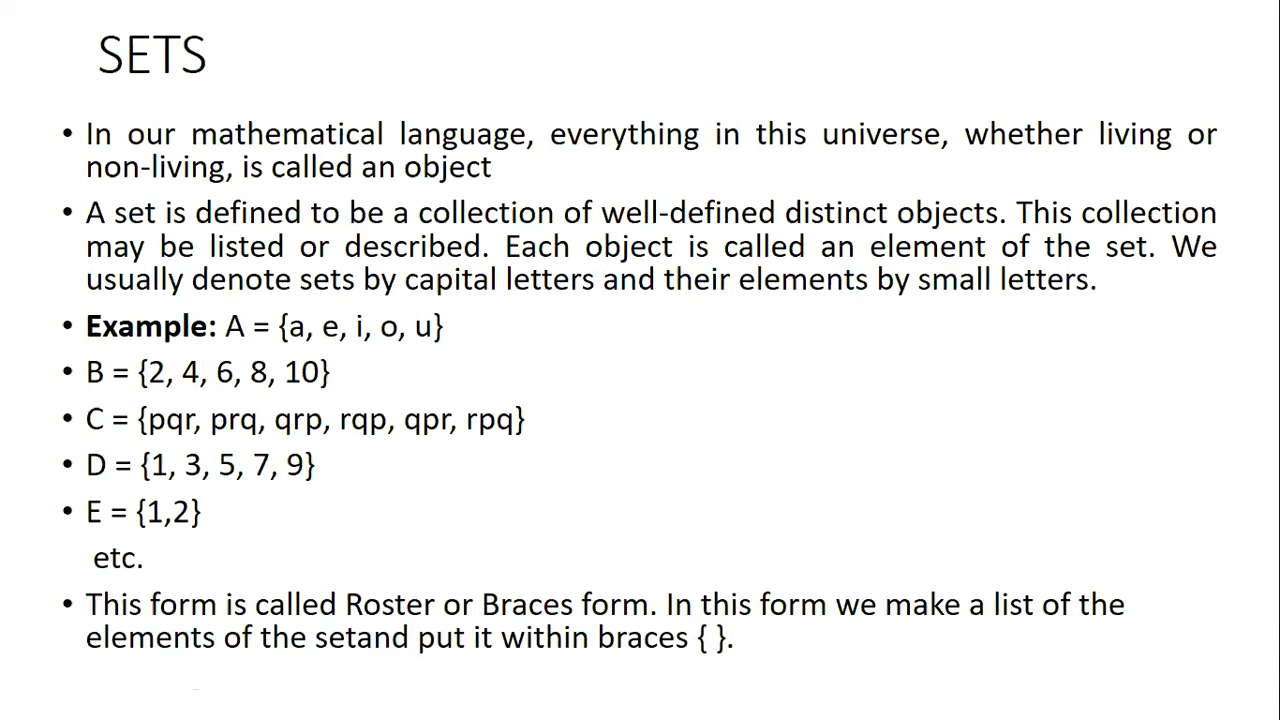 SETS
• In our mathematical language, everything in this universe, whether living or
non-living, is called an object
• A set is defined to be a collection of well-defined distinct objects. This collection
may be listed or described. Each object is called an element of the set. We
usually denote sets by capital letters and their elements by small letters.
• Example: A = {a, e, i, o, u}
• B = {2, 4, 6, 8, 10}
• C = {pqr, prq, qrp, rqp, qpr, rpq}
• D = {1, 3, 5, 7, 9}
• E = {1,2}
etc.
• This form is called Roster or Braces form. In this form we make a list of the
elements of the setand put it within braces { }.